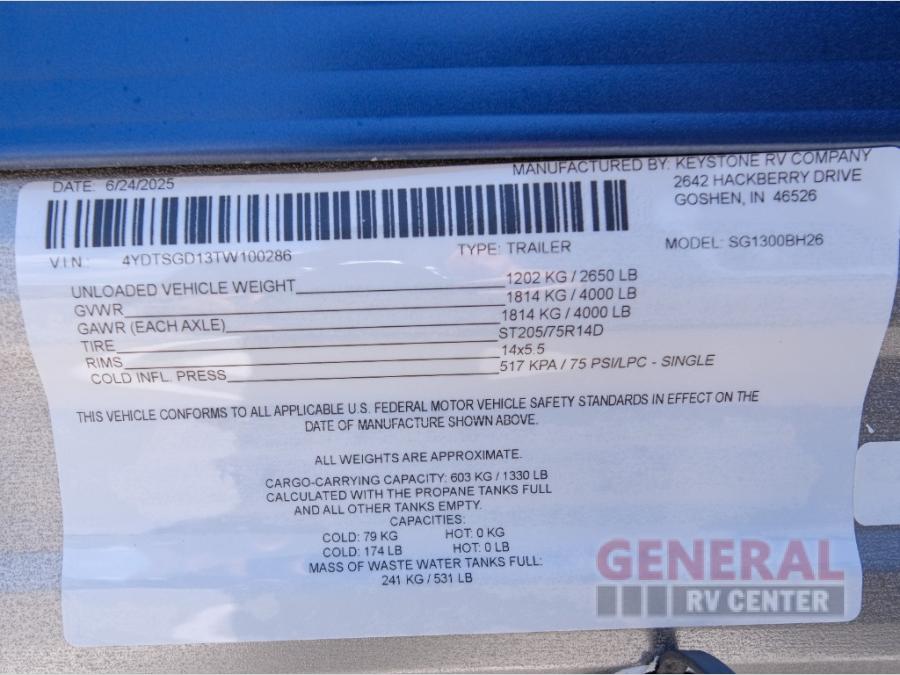 DATE: 6/24/2025
MANUFACTURED BY: KEYSTONE RV COMPANY
2642 HACKBERRY DRIVE
GOSHEN, IN 46526
V.I.N.: 4YDTSGD13TW100286
TYPE: TRAILER
MODEL: SG1300BH26
UNLOADED VEHICLE WEIGHT 1202 KG / 2650 LB
GVWR 1814 KG / 4000 LB
GAWR (EACH AXLE) 1814 KG / 4000 LB
TIRE ST205/75R14D
RIMS 14x5.5
COLD INFL. PRESS 517 KPA / 75 PSI/LPC - SINGLE
THIS VEHICLE CONFORMS TO ALL APPLICABLE U.S. FEDERAL MOTOR VEHICLE SAFETY STANDARDS IN EFFECT ON THE
DATE OF MANUFACTURE SHOWN ABOVE.
ALL WEIGHTS ARE APPROXIMATE.
CARGO-CARRYING CAPACITY: 603 KG / 1330 LB
CALCULATED WITH THE PROPANE TANKS FULL
AND ALL OTHER TANKS EMPTY.
CAPACITIES:
COLD: 79 KG HOT: 0 KG
COLD: 174 LB HOT: 0 LB
MASS OF WASTE WATER TANKS FULL:
241 KG / 531 LB
GENERAL
RV CENTER